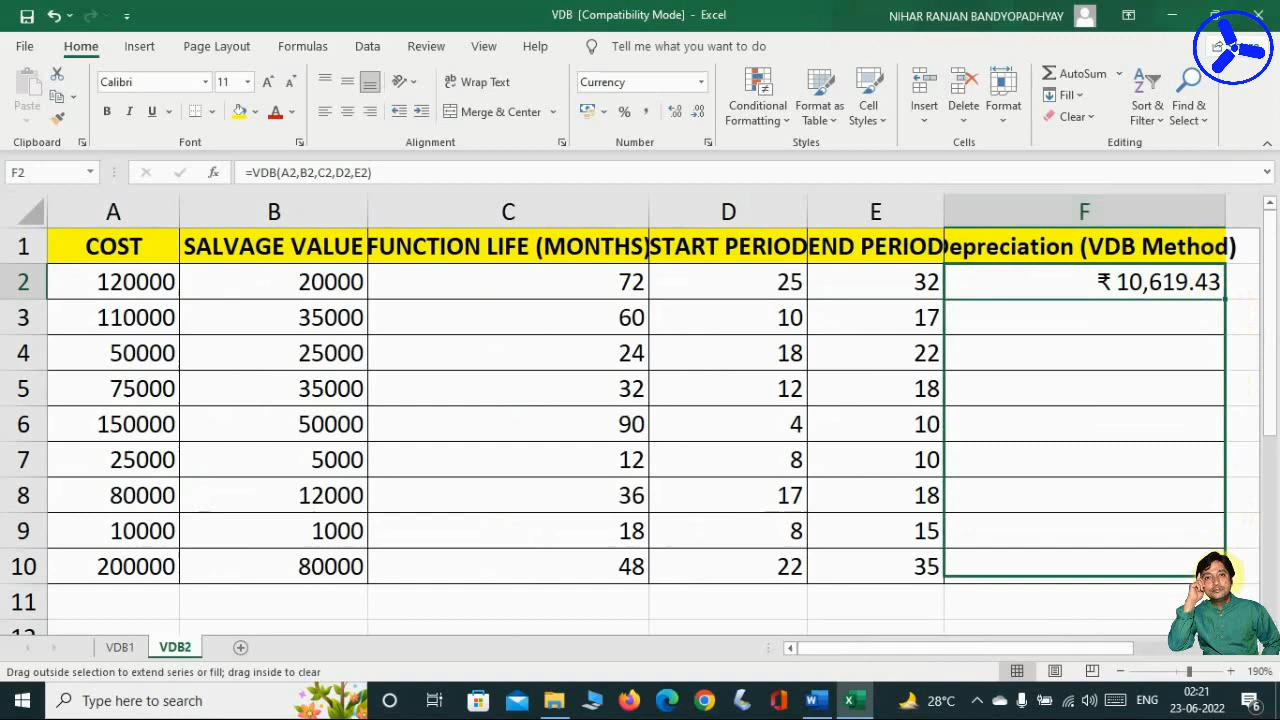 VDB [Compatibility Mode] - Excel
NIHAR RANJAN BANDYOPADHYAY
File Home Insert Page Layout Formulas Data Review View Help Tell me what you want to do
Calibri 11 Wrap Text Currency AutoSum
Paste Conditional Formatting Format as Table Cell Styles Insert Delete Format Fill Sort & Filter Find & Select
B I U A Merge & Center % Clear
Clipboard Font Alignment Number Styles Cells Editing
F2 fx =VDB(A2,B2,C2,D2,E2)
A B C D E F
1 COST SALVAGE VALUE FUNCTION LIFE (MONTHS) START PERIOD END PERIOD Depreciation (VDB Method)
2 120000 20000 72 25 32 ₹ 10,619.43
3 110000 35000 60 10 17
4 50000 25000 24 18 22
5 75000 35000 32 12 18
6 150000 50000 90 4 10
7 25000 5000 12 8 10
8 80000 12000 36 17 18
9 10000 1000 18 8 15
10 200000 80000 48 22 35
11
VDB1 VDB2
Drag outside selection to extend series or fill; drag inside to clear
190%
Type here to search
28°C
ENG
02:21
23-06-2022
6